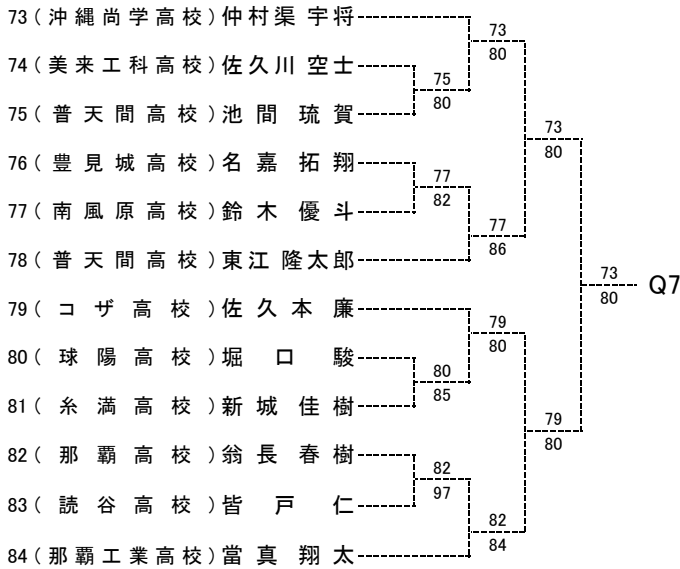 73(沖縄尚学高校)仲村渠 宇将
73
80
74(美来工科高校)佐久川 空士
75
80
75(普天間高校)池間 琉賀
73
80
76(豊見城高校)名嘉 拓翔
77
82
77(南風原高校)鈴木 優斗
77
86
78(普天間高校)東江 隆太郎
73
80
Q7
79(コザ高校)佐久本 廉
79
80
80(球陽高校)堀口 駿
80
85
81(糸満高校)新城 佳樹
79
80
82(那覇高校)翁長 春樹
82
97
83(読谷高校)皆戸 仁
82
84
84(那覇工業高校)當真 翔太